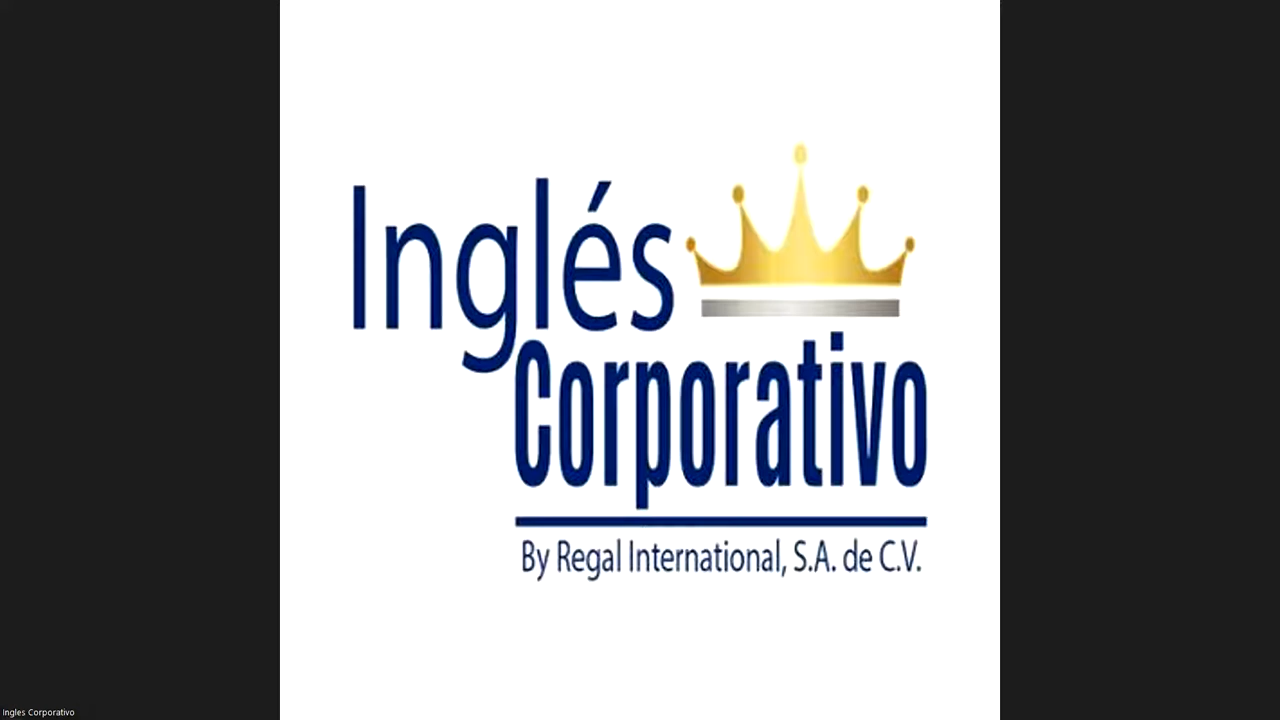 Inglés
Corporativo
By Regal International, S.A. de C.V.
Ingles Corporativo